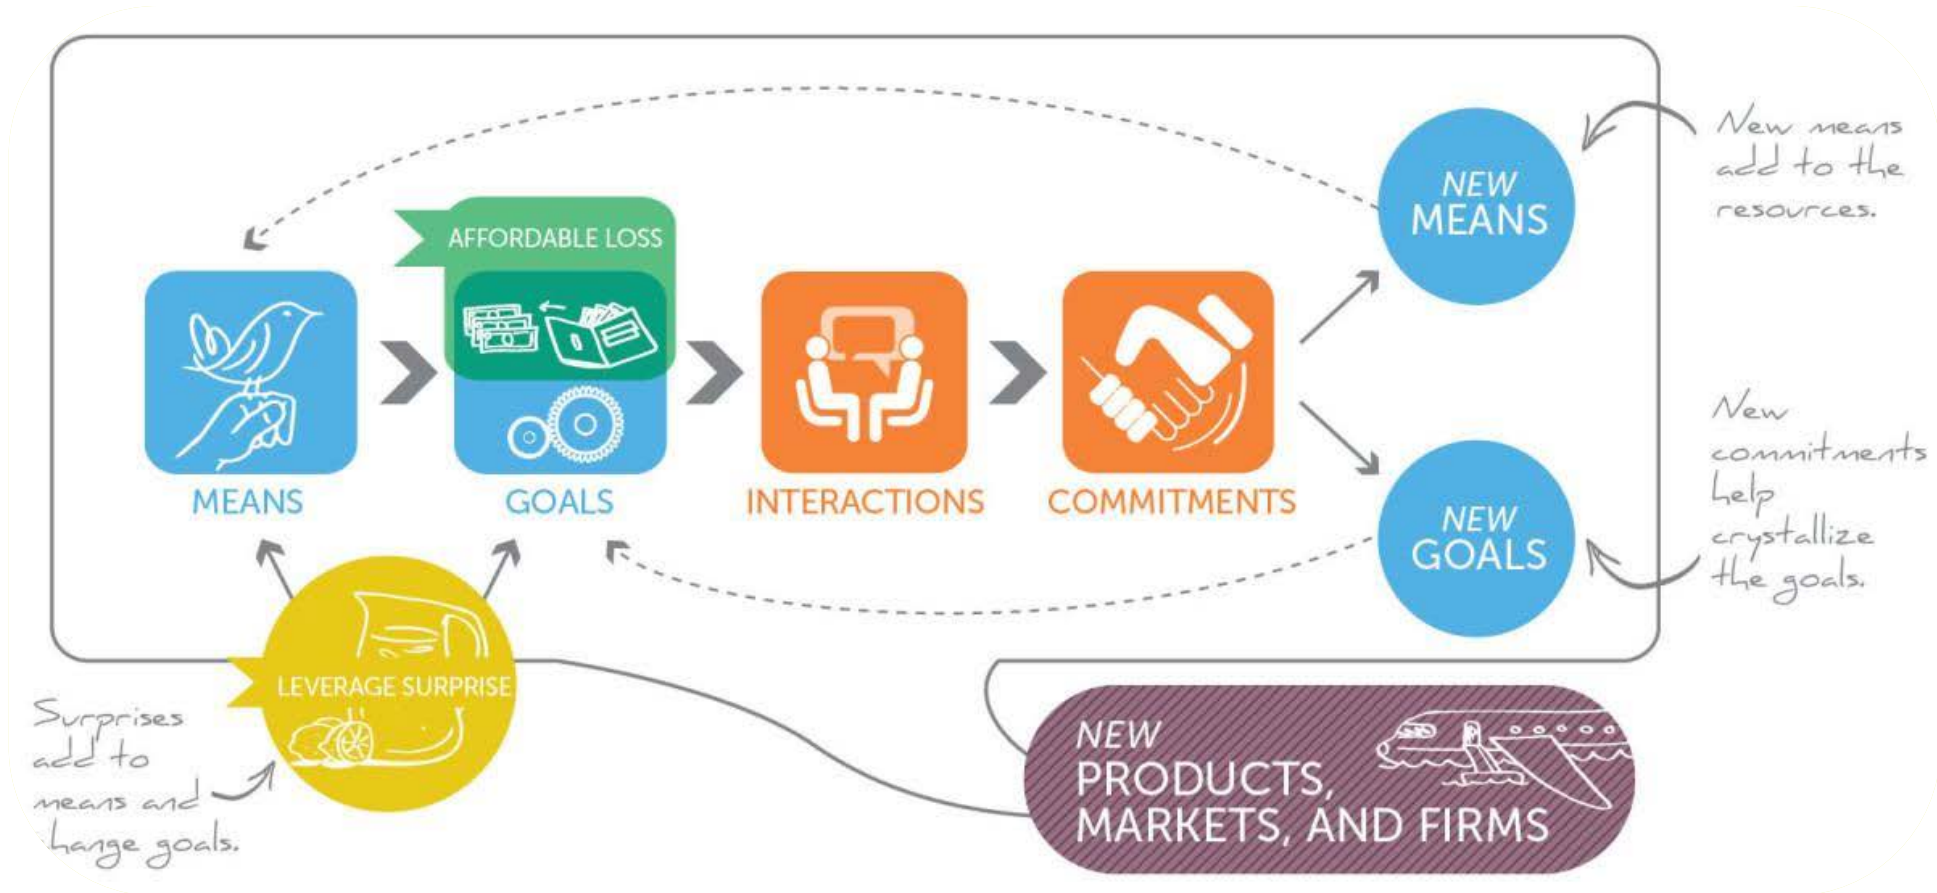 NEW
MEANS
New means
add to the
resources.
AFFORDABLE LOSS
MEANS
GOALS
INTERACTIONS
COMMITMENTS
NEW
GOALS
New
commitments
help
crystallize
the goals.
LEVERAGE SURPRISE
Surprises
add to
means and
hange goals.
NEW
PRODUCTS,
MARKETS, AND FIRMS